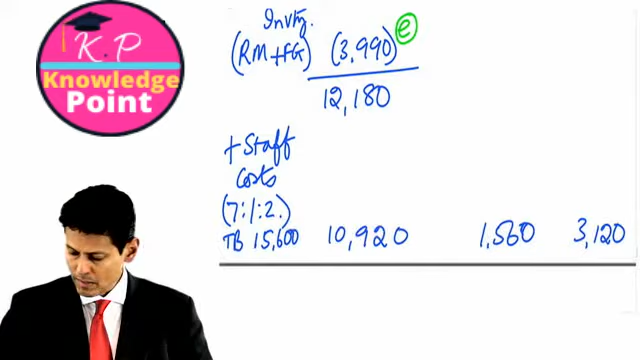 K.P
Knowledge
Point
Invty.
(RM+FG) (3,990) e
12,180
+ Staff
Costs
(7:1:2)
TB 15,600 10,920 1,560 3,120